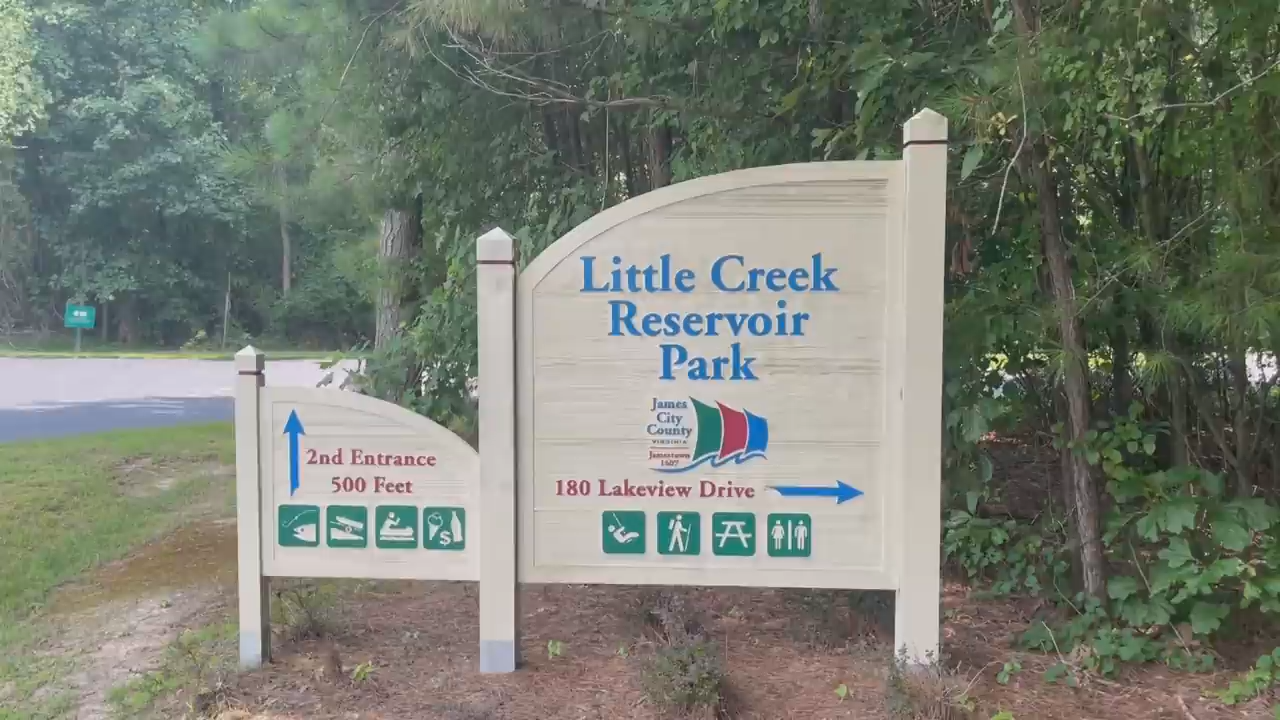 Little Creek
Reservoir
Park
James
City
County
VIRGINIA
Jamestown
1607
180 Lakeview Drive
2nd Entrance
500 Feet
$